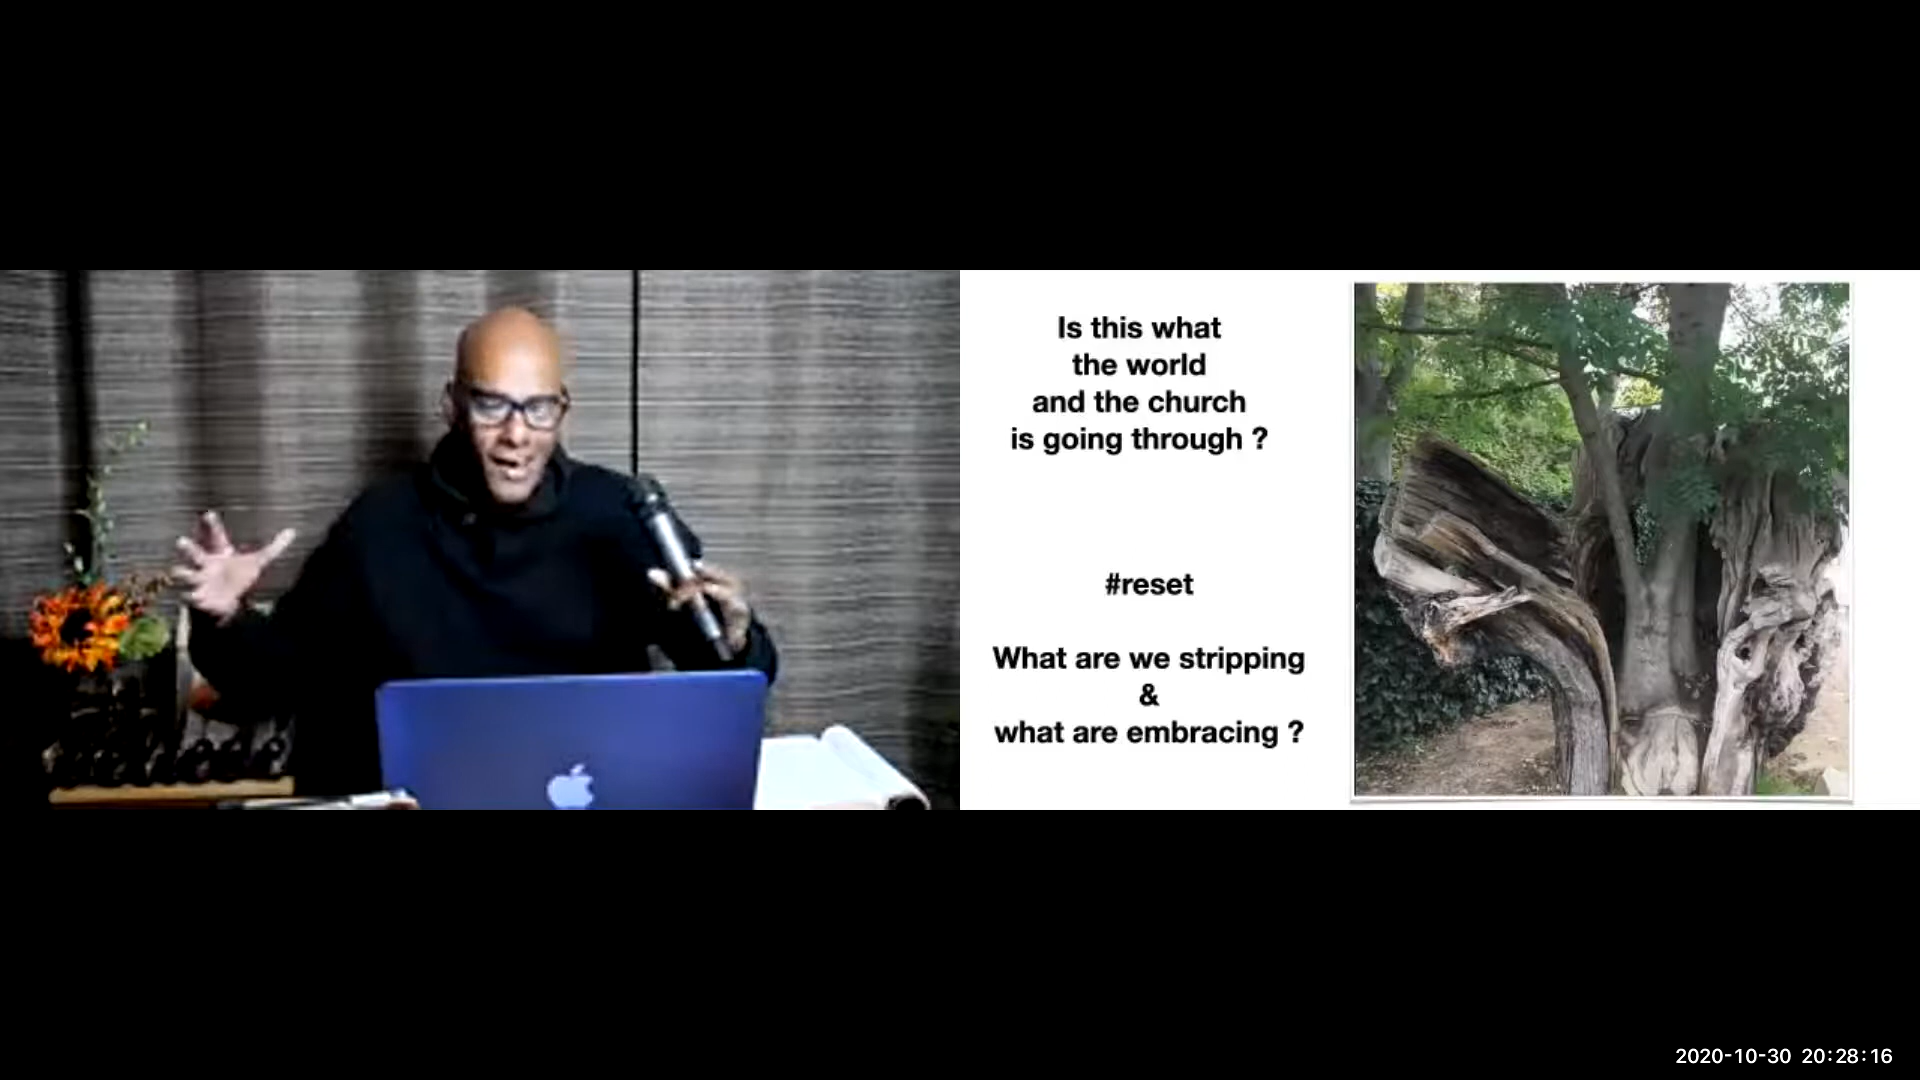 Is this what
the world
and the church
is going through ?
#reset
What are we stripping
&
what are embracing ?
2020-10-30 20:28:16